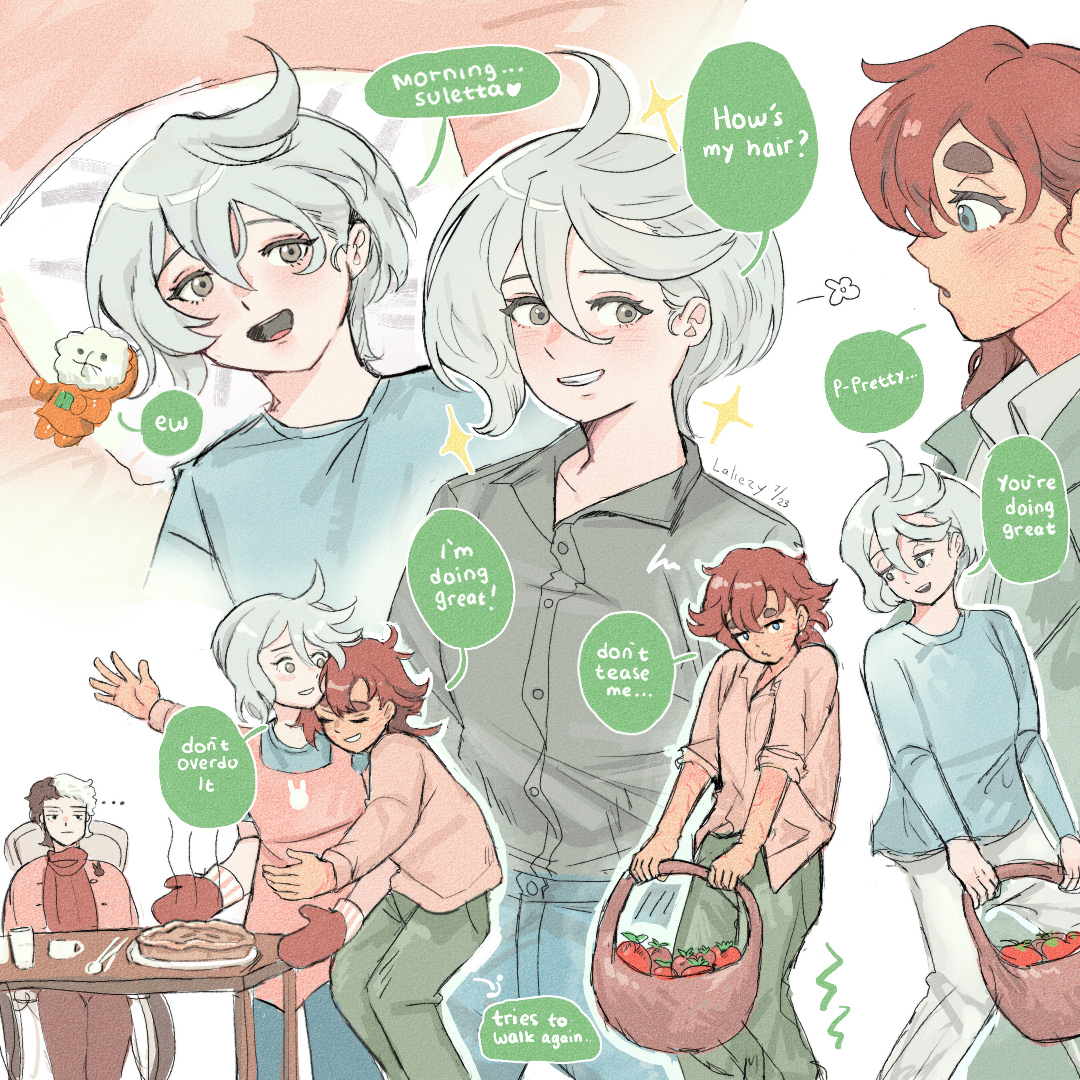 Morning...
suletta
How's
my hair?
ew
P-Pretty...
Laliezy 7/23
You're
doing
great
I'm
doing
great!
don't
tease
me...
don't
overdo
it
...
tries to
walk again..